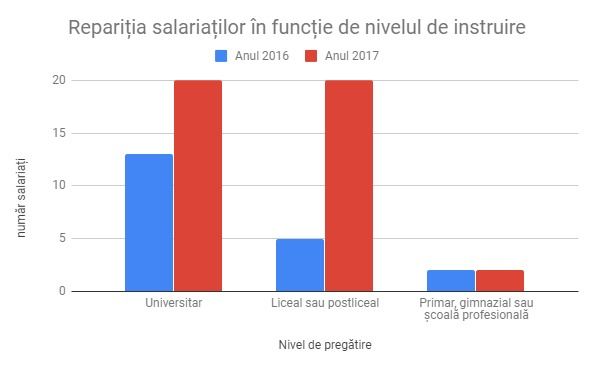 Repariția salariaților în funcție de nivelul de instruire
Anul 2016 Anul 2017
număr salariați
20
15
10
5
0
Universitar
Liceal sau postliceal
Primar, gimnazial sau
școală profesională
Nivel de pregătire